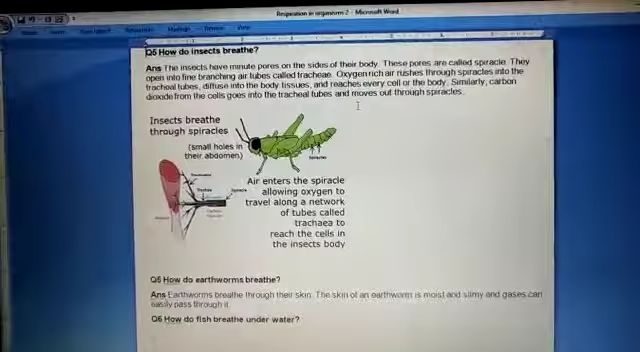 Respiration in organisms 2 - Microsoft Word
Q5 How do insects breathe?
Ans The insects have minute pores on the sides of their body. These pores are called spiracle. They
open into fine branching air tubes called tracheae. Oxygen rich air rushes through spiracles into the
tracheal tubes, diffuse into the body tissues, and reaches every cell or the body. Similarly, carbon
dioxide from the cells goes into the tracheal tubes and moves out through spiracles.
Insects breathe
through spiracles
(small holes in
their abdomen)
Spiracles
Trachea
Spiracle
Air enters the spiracle
allowing oxygen to
travel along a network
of tubes called
trachaea to
reach the cells in
the insects body
Q5 How do earthworms breathe?
Ans Earthworms breathe through their skin. The skin of an earthworm is moist and slimy and gases can
easily pass through it.
Q6 How do fish breathe under water?